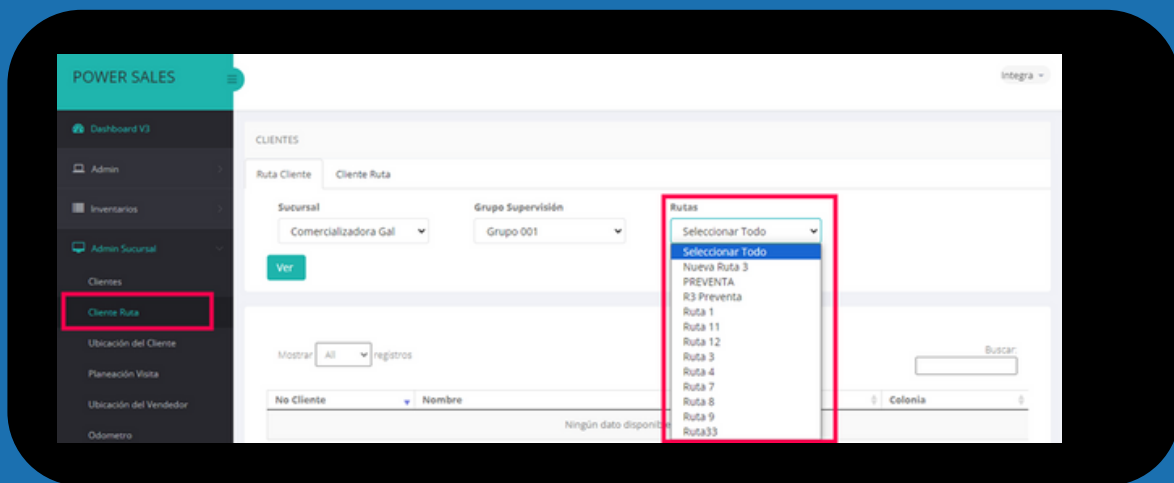 POWER SALES
Integra
Dashboard V3
Admin
Inventarios
Admin Sucursal
Clientes
Cliente Ruta
Ubicación del Cliente
Planeación Visita
Ubicación del Vendedor
Odometro
CLIENTES
Ruta Cliente Cliente Ruta
Sucursal Grupo Supervisión Rutas
Comercializadora Gal Grupo 001 Seleccionar Todo
Seleccionar Todo
Nueva Ruta 3
PREVENTA
R3 Preventa
Ruta 1
Ruta 11
Ruta 12
Ruta 3
Ruta 4
Ruta 7
Ruta 8
Ruta 9
Ruta33
Ver
Mostrar All registros
Buscar:
No Cliente Nombre Colonia
Ningún dato